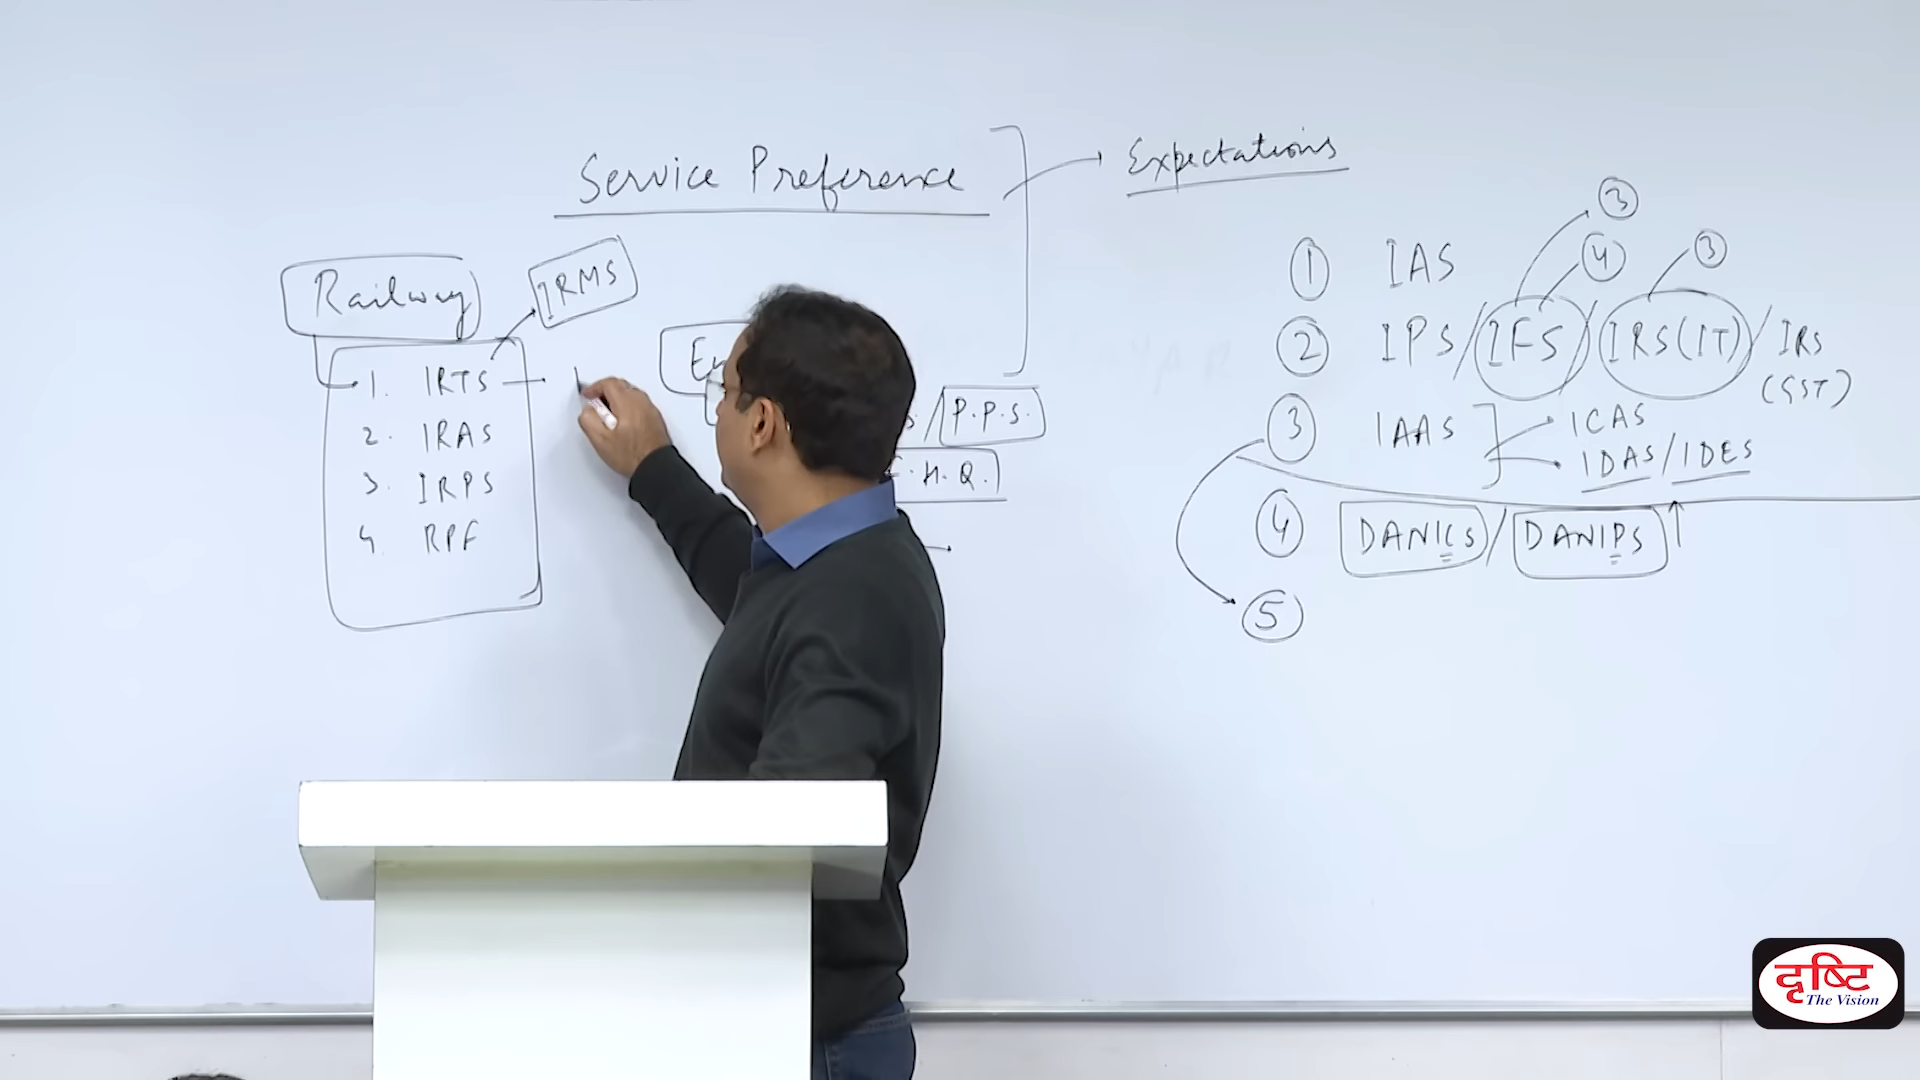 Service Preference
Expectations
Railway
IRMS
1. IRTS
2. IRAS
3. IRPS
4. RPF
/ P.P.S.
H.Q.
③
④
③
① IAS
② IPS / IFS / IRS(IT) / IRS
(GST)
③ IAAS
ICAS
IDAS / IDES
④ DANICS / DANIPS
⑤
दृष्टि
The Vision